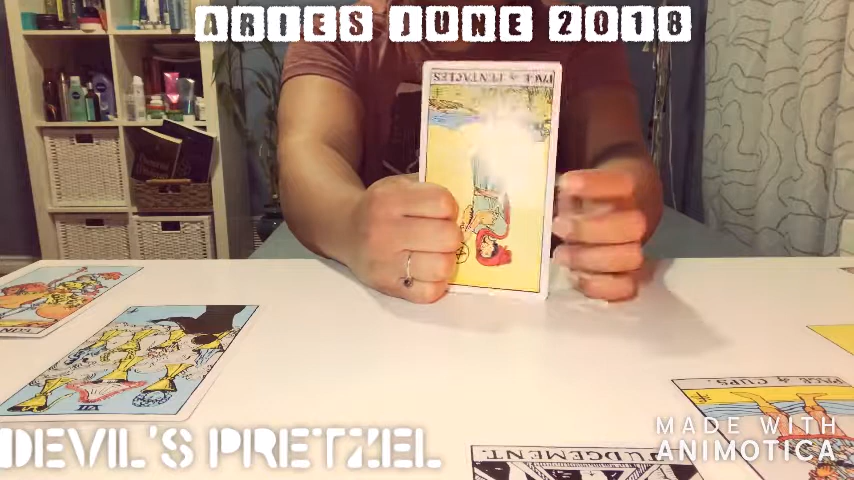 ARIES JUNE 2018
PAGE of PENTACLES
VII
PAGE of CUPS.
JUDGEMENT.
MADE WITH
ANIMOTICA
DEVIL'S PRETZEL